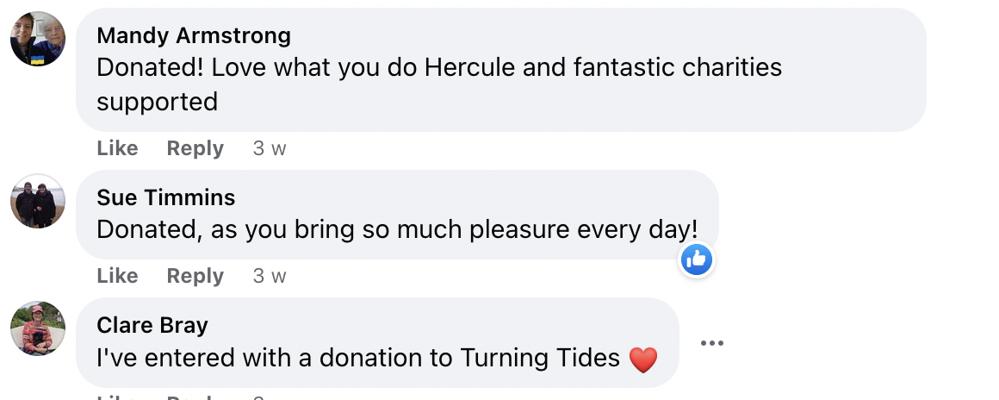 Mandy Armstrong
Donated! Love what you do Hercule and fantastic charities
supported
Like Reply 3 w
Sue Timmins
Donated, as you bring so much pleasure every day!
Like Reply 3 w
Clare Bray
I've entered with a donation to Turning Tides ❤️